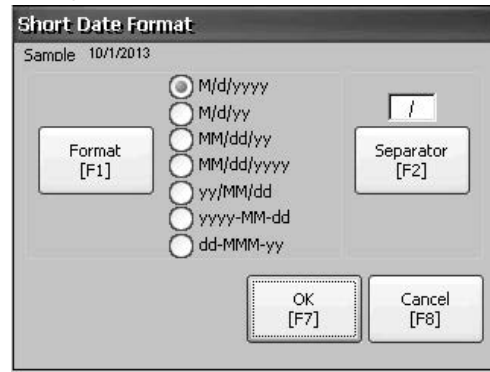 Short Date Format
Sample 10/1/2013
M/d/yyyy
M/d/yy
MM/dd/yy
MM/dd/yyyy
yy/MM/dd
yyyy-MM-dd
dd-MMM-yy
Format
[F1]
/
Separator
[F2]
OK
[F7]
Cancel
[F8]